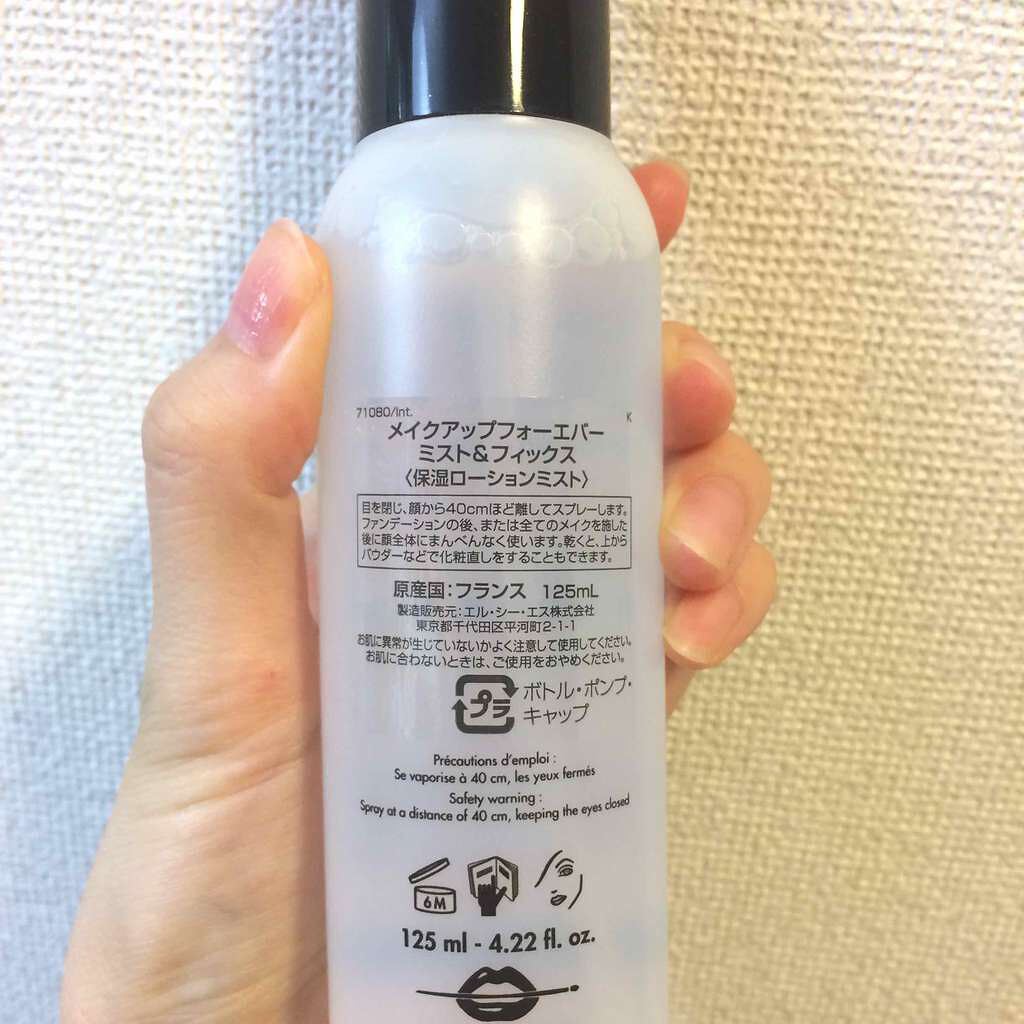 71080/Int.
K
メイクアップフォーエバー
ミスト&フィックス
〈保湿ローションミスト〉
目を閉じ、顔から40cmほど離してスプレーします。
ファンデーションの後、または全てのメイクを施した
後に顔全体にまんべんなく使います。乾くと、上から
パウダーなどで化粧直しをすることもできます。
原産国:フランス 125mL
製造販売元:エル・シー・エス株式会社
東京都千代田区平河町2-1-1
お肌に異常が生じていないかよく注意して使用してください。
お肌に合わないときは、ご使用をおやめください。
プラ
ボトル・ポンプ・
キャップ
Précautions d'emploi :
Se vaporise à 40 cm, les yeux fermés
Safety warning :
Spray at a distance of 40 cm, keeping the eyes closed
6M
125 ml - 4.22 fl. oz.